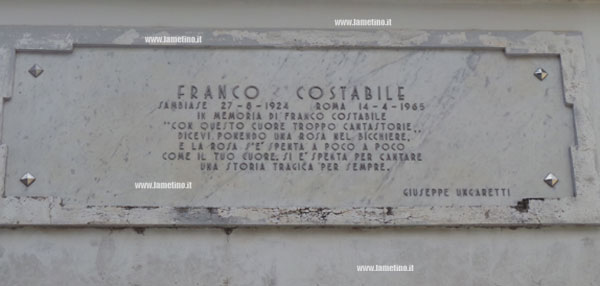 www.lametino.it
www.lametino.it
FRANCO COSTABILE
SAMBIASE 27-8-1924 ROMA 14-4-1965
IN MEMORIA DI FRANCO COSTABILE
"CON QUESTO CUORE TROPPO CANTASTORIE„
DICEVI PONENDO UNA ROSA NEL BICCHIERE.
E LA ROSA S'È SPENTA A POCO A POCO
COME IL TUO CUORE, SI È SPENTA PER CANTARE
UNA STORIA TRAGICA PER SEMPRE.
www.lametino.it
GIUSEPPE UNGARETTI
www.lametino.it